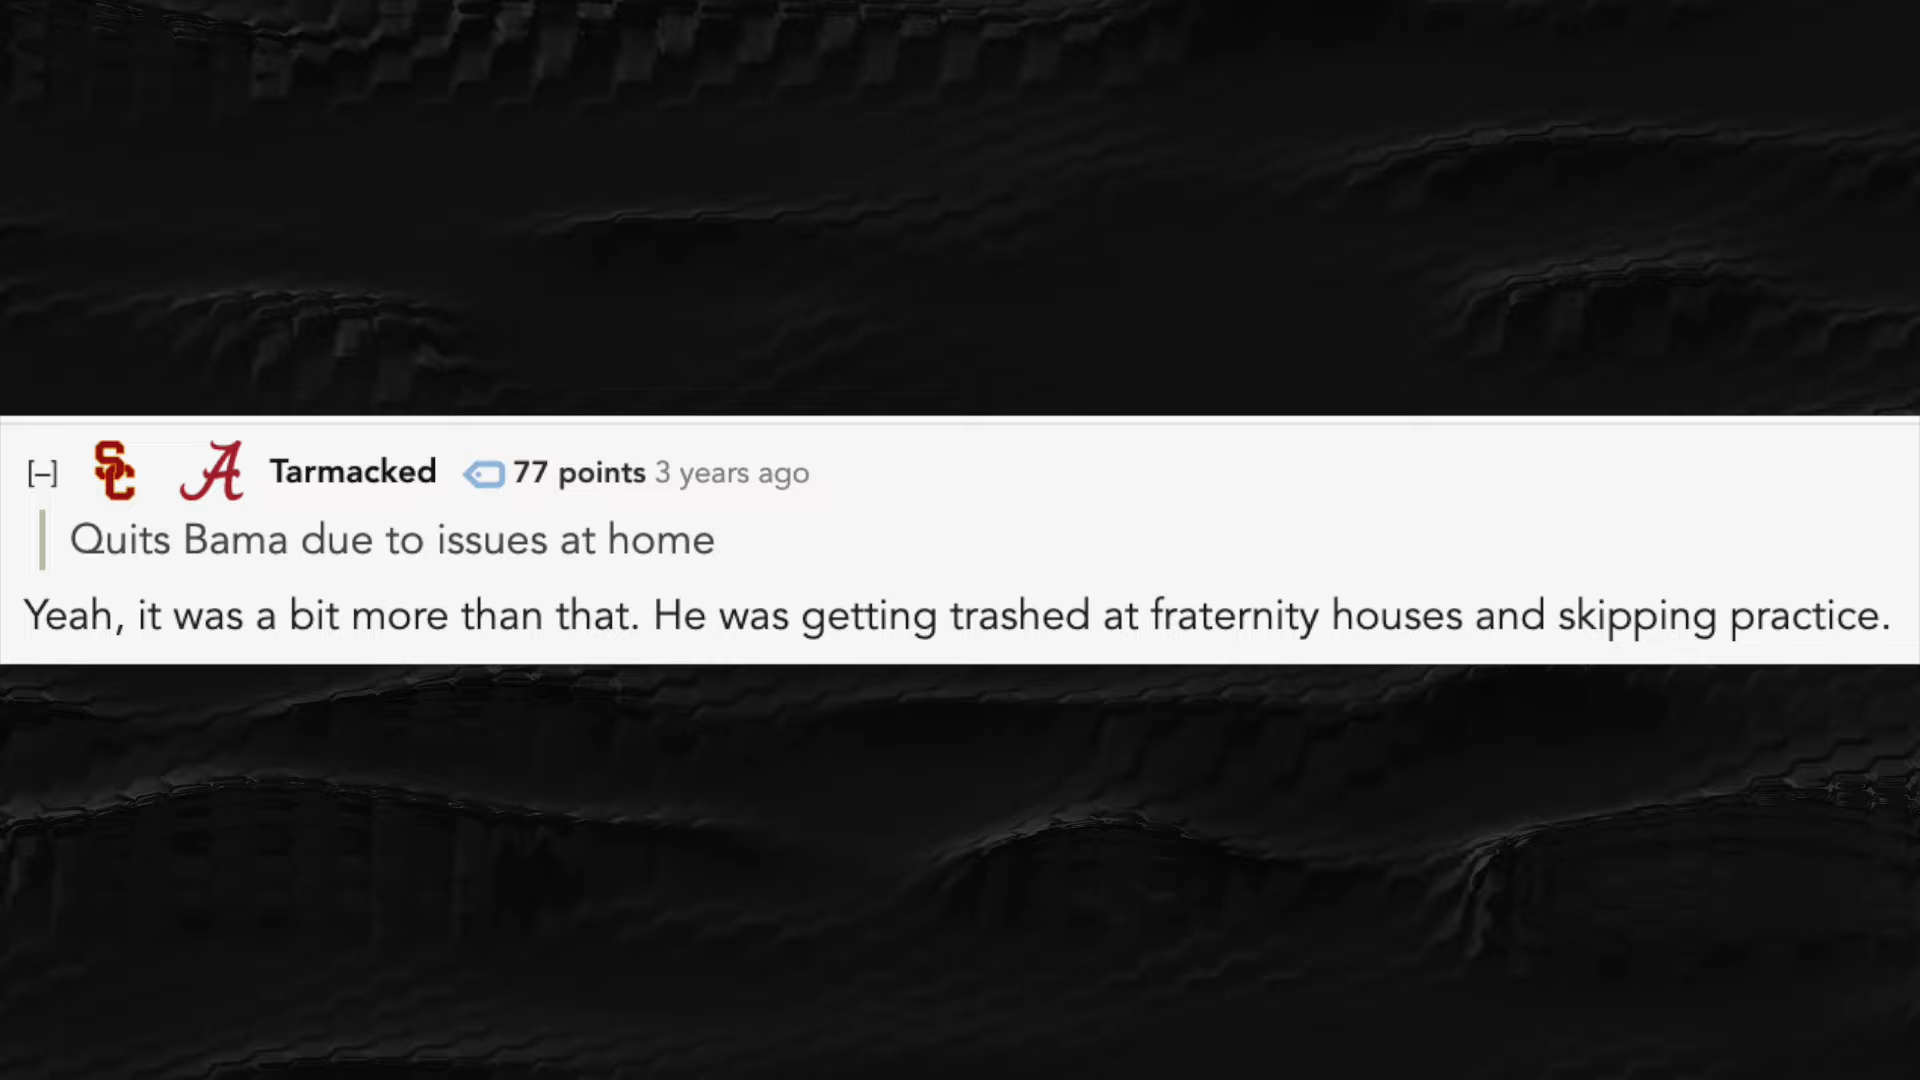 [–] SC A Tarmacked 77 points 3 years ago
Quits Bama due to issues at home
Yeah, it was a bit more than that. He was getting trashed at fraternity houses and skipping practice.